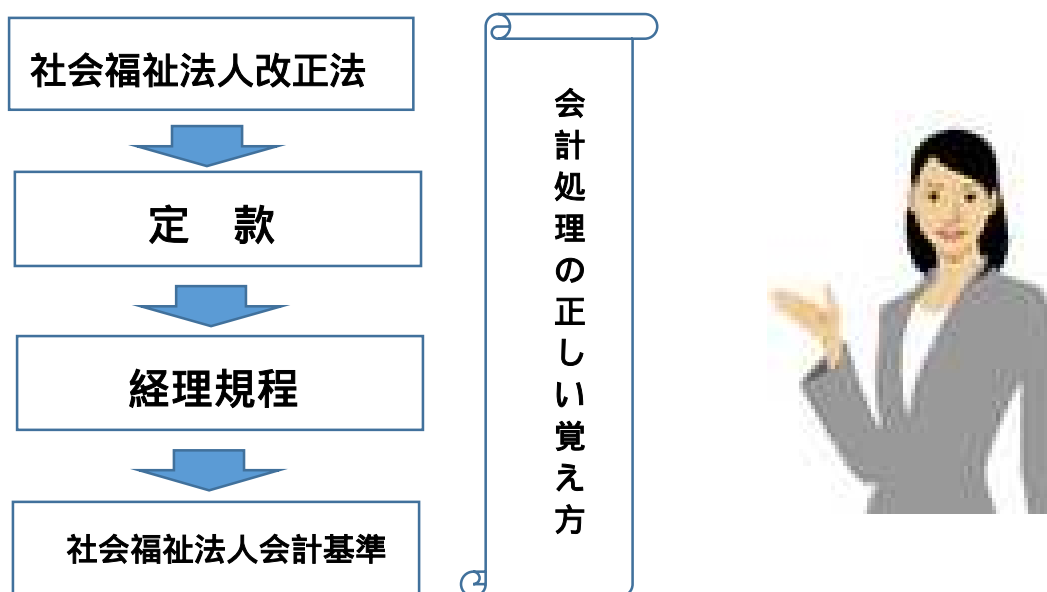 社会福祉法人改正法
定　款
経理規程
社会福祉法人会計基準
会計処理の正しい覚え方